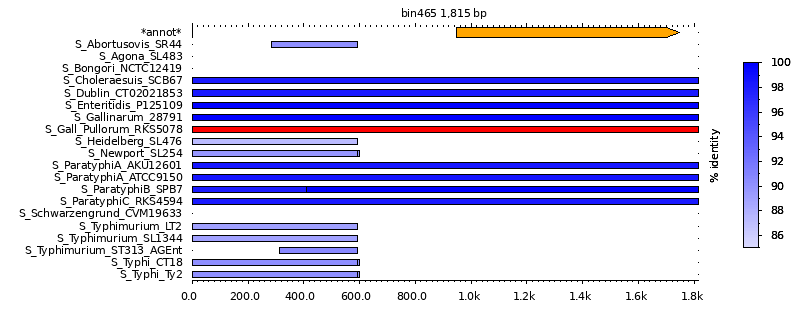 bin465 1,815 bp
*annot*
S_Abortusovis_SR44
S_Agona_SL483
S_Bongori_NCTC12419
S_Choleraesuis_SCB67
S_Dublin_CT02021853
S_Enteritidis_P125109
S_Gallinarum_28791
S_Gall_Pullorum_RKS5078
S_Heidelberg_SL476
S_Newport_SL254
S_ParatyphiA_AKU12601
S_ParatyphiA_ATCC9150
S_ParatyphiB_SPB7
S_ParatyphiC_RKS4594
S_Schwarzengrund_CVM19633
S_Typhimurium_LT2
S_Typhimurium_SL1344
S_Typhimurium_ST313_AGEnt
S_Typhi_CT18
S_Typhi_Ty2
0.0 200.0 400.0 600.0 800.0 1.0k 1.2k 1.4k 1.6k 1.8k
% identity
100
98
96
94
92
90
88
86